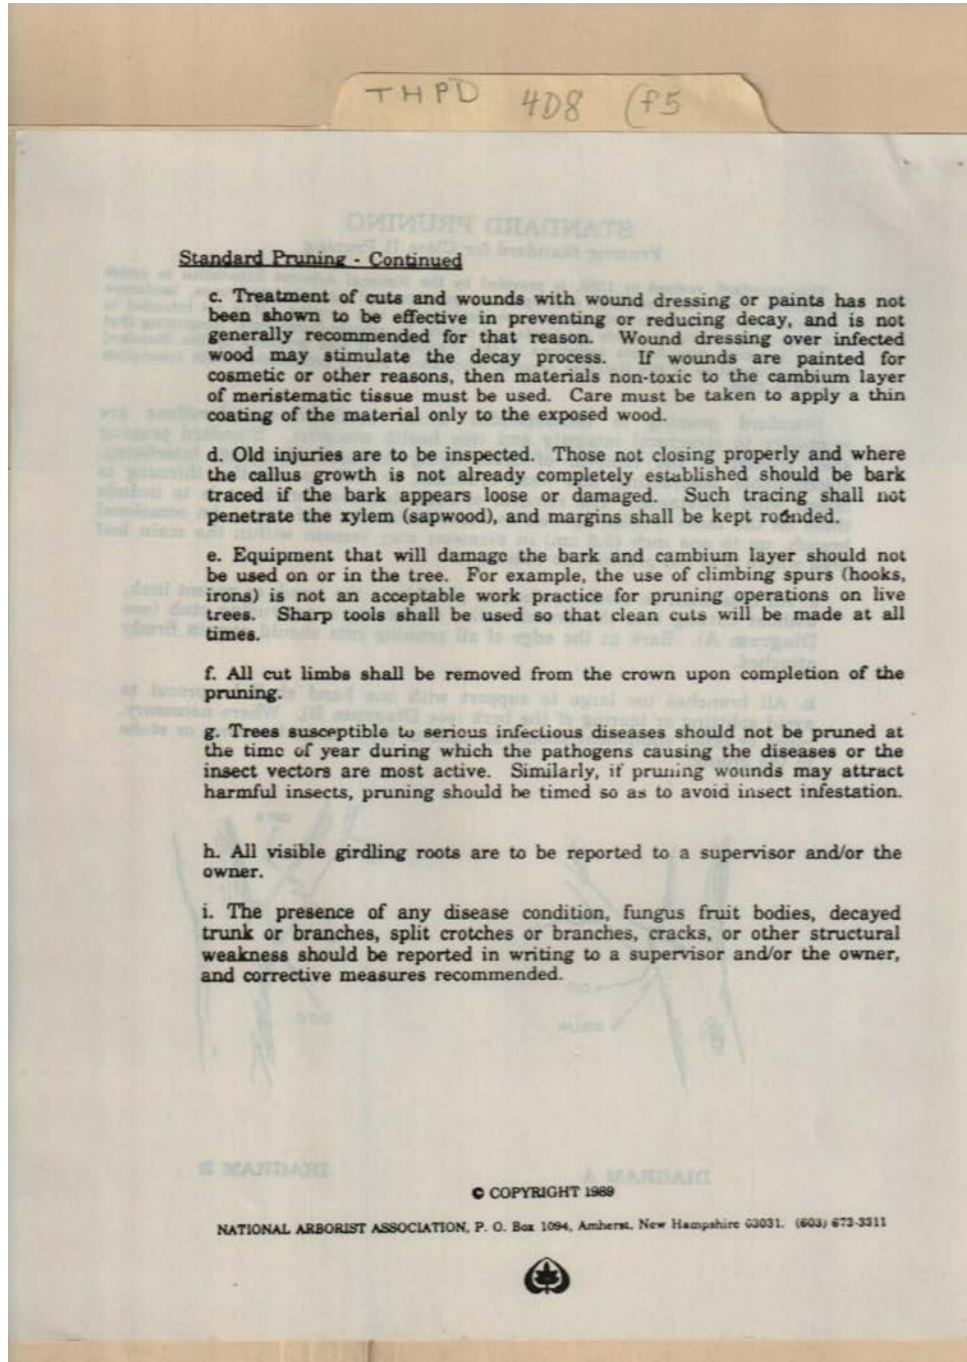 THPD 4D8 (f5
Standard Pruning - Continued
c. Treatment of cuts and wounds with wound dressing or paints has not
been shown to be effective in preventing or reducing decay, and is not
generally recommended for that reason. Wound dressing over infected
wood may stimulate the decay process. If wounds are painted for
cosmetic or other reasons, then materials non-toxic to the cambium layer
of meristematic tissue must be used. Care must be taken to apply a thin
coating of the material only to the exposed wood.
d. Old injuries are to be inspected. Those not closing properly and where
the callus growth is not already completely established should be bark
traced if the bark appears loose or damaged. Such tracing shall not
penetrate the xylem (sapwood), and margins shall be kept rounded.
e. Equipment that will damage the bark and cambium layer should not
be used on or in the tree. For example, the use of climbing spurs (hooks,
irons) is not an acceptable work practice for pruning operations on live
trees. Sharp tools shall be used so that clean cuts will be made at all
times.
f. All cut limbs shall be removed from the crown upon completion of the
pruning.
g. Trees susceptible to serious infectious diseases should not be pruned at
the time of year during which the pathogens causing the diseases or the
insect vectors are most active. Similarly, if pruning wounds may attract
harmful insects, pruning should be timed so as to avoid insect infestation.
h. All visible girdling roots are to be reported to a supervisor and/or the
owner.
i. The presence of any disease condition, fungus fruit bodies, decayed
trunk or branches, split crotches or branches, cracks, or other structural
weakness should be reported in writing to a supervisor and/or the owner,
and corrective measures recommended.
© COPYRIGHT 1989
NATIONAL ARBORIST ASSOCIATION, P. O. Box 1094, Amherst, New Hampshire 03031. (603) 673-3311